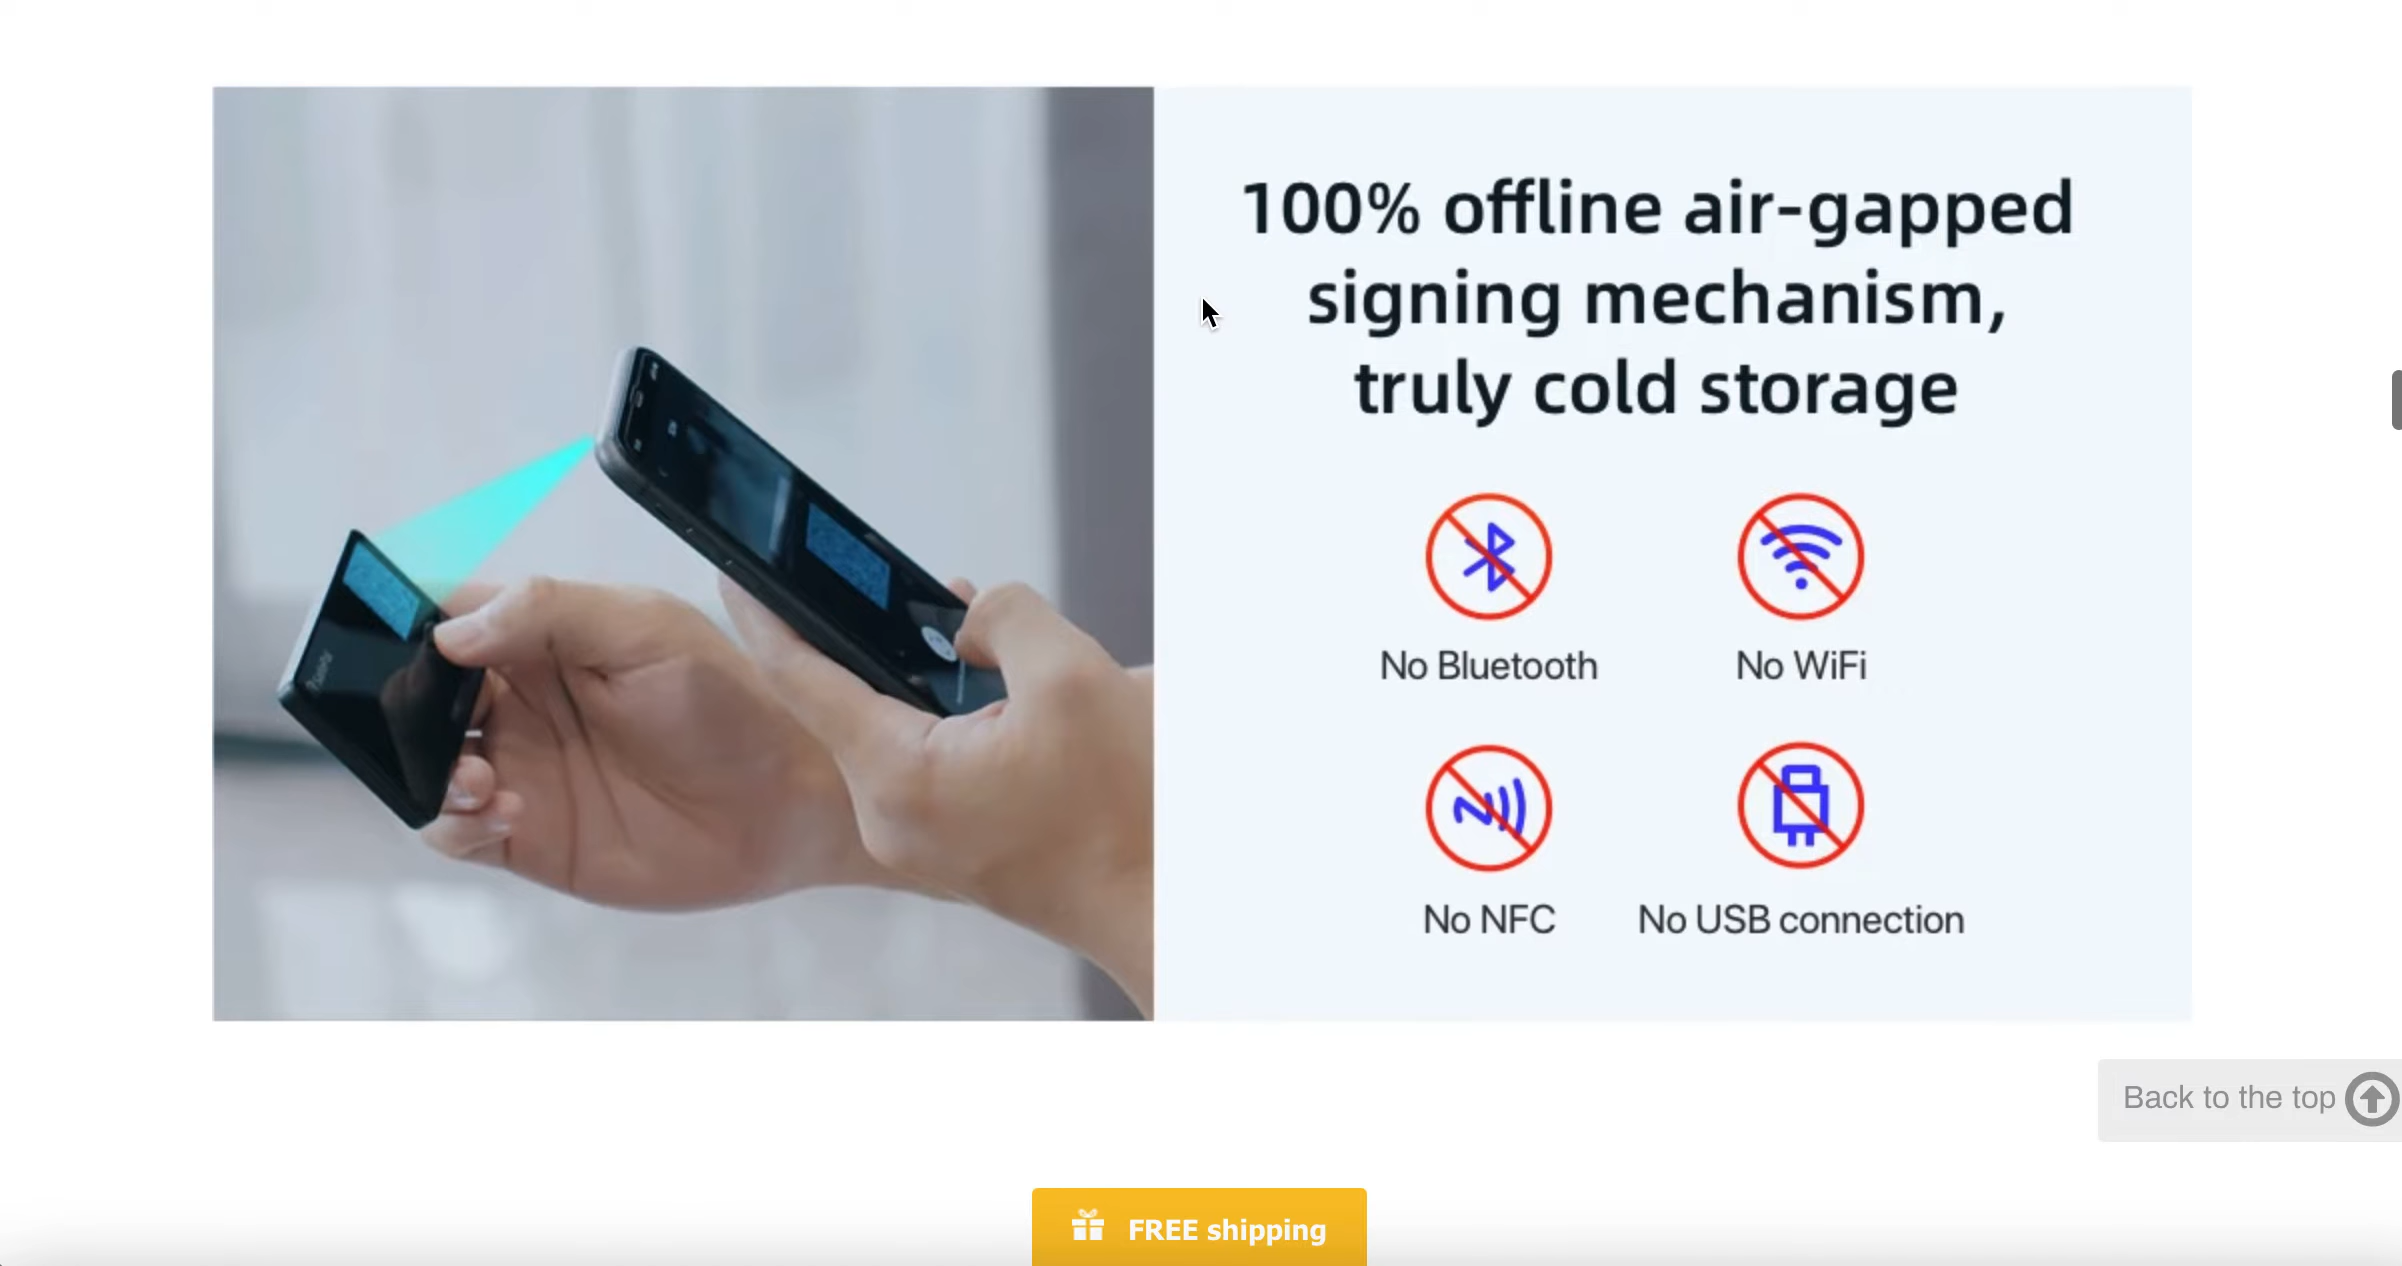 100% offline air-gapped
signing mechanism,
truly cold storage
No Bluetooth
No WiFi
No NFC
No USB connection
Back to the top
FREE shipping